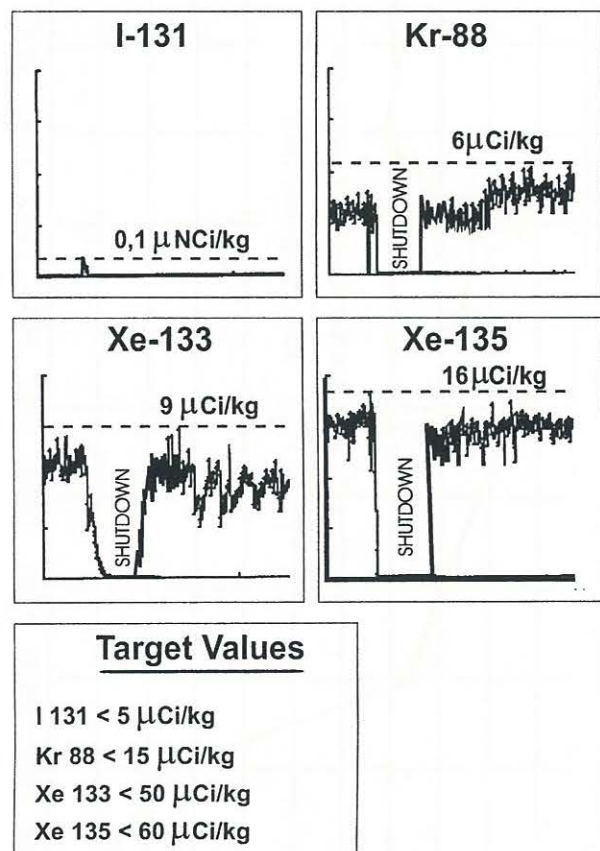 I-131
0,1 μ NCi/kg
Kr-88
6μCi/kg
SHUTDOWN
Xe-133
9 μCi/kg
SHUTDOWN
Xe-135
16μCi/kg
SHUTDOWN
Target Values
I 131 < 5 μCi/kg
Kr 88 < 15 μCi/kg
Xe 133 < 50 μCi/kg
Xe 135 < 60 μCi/kg